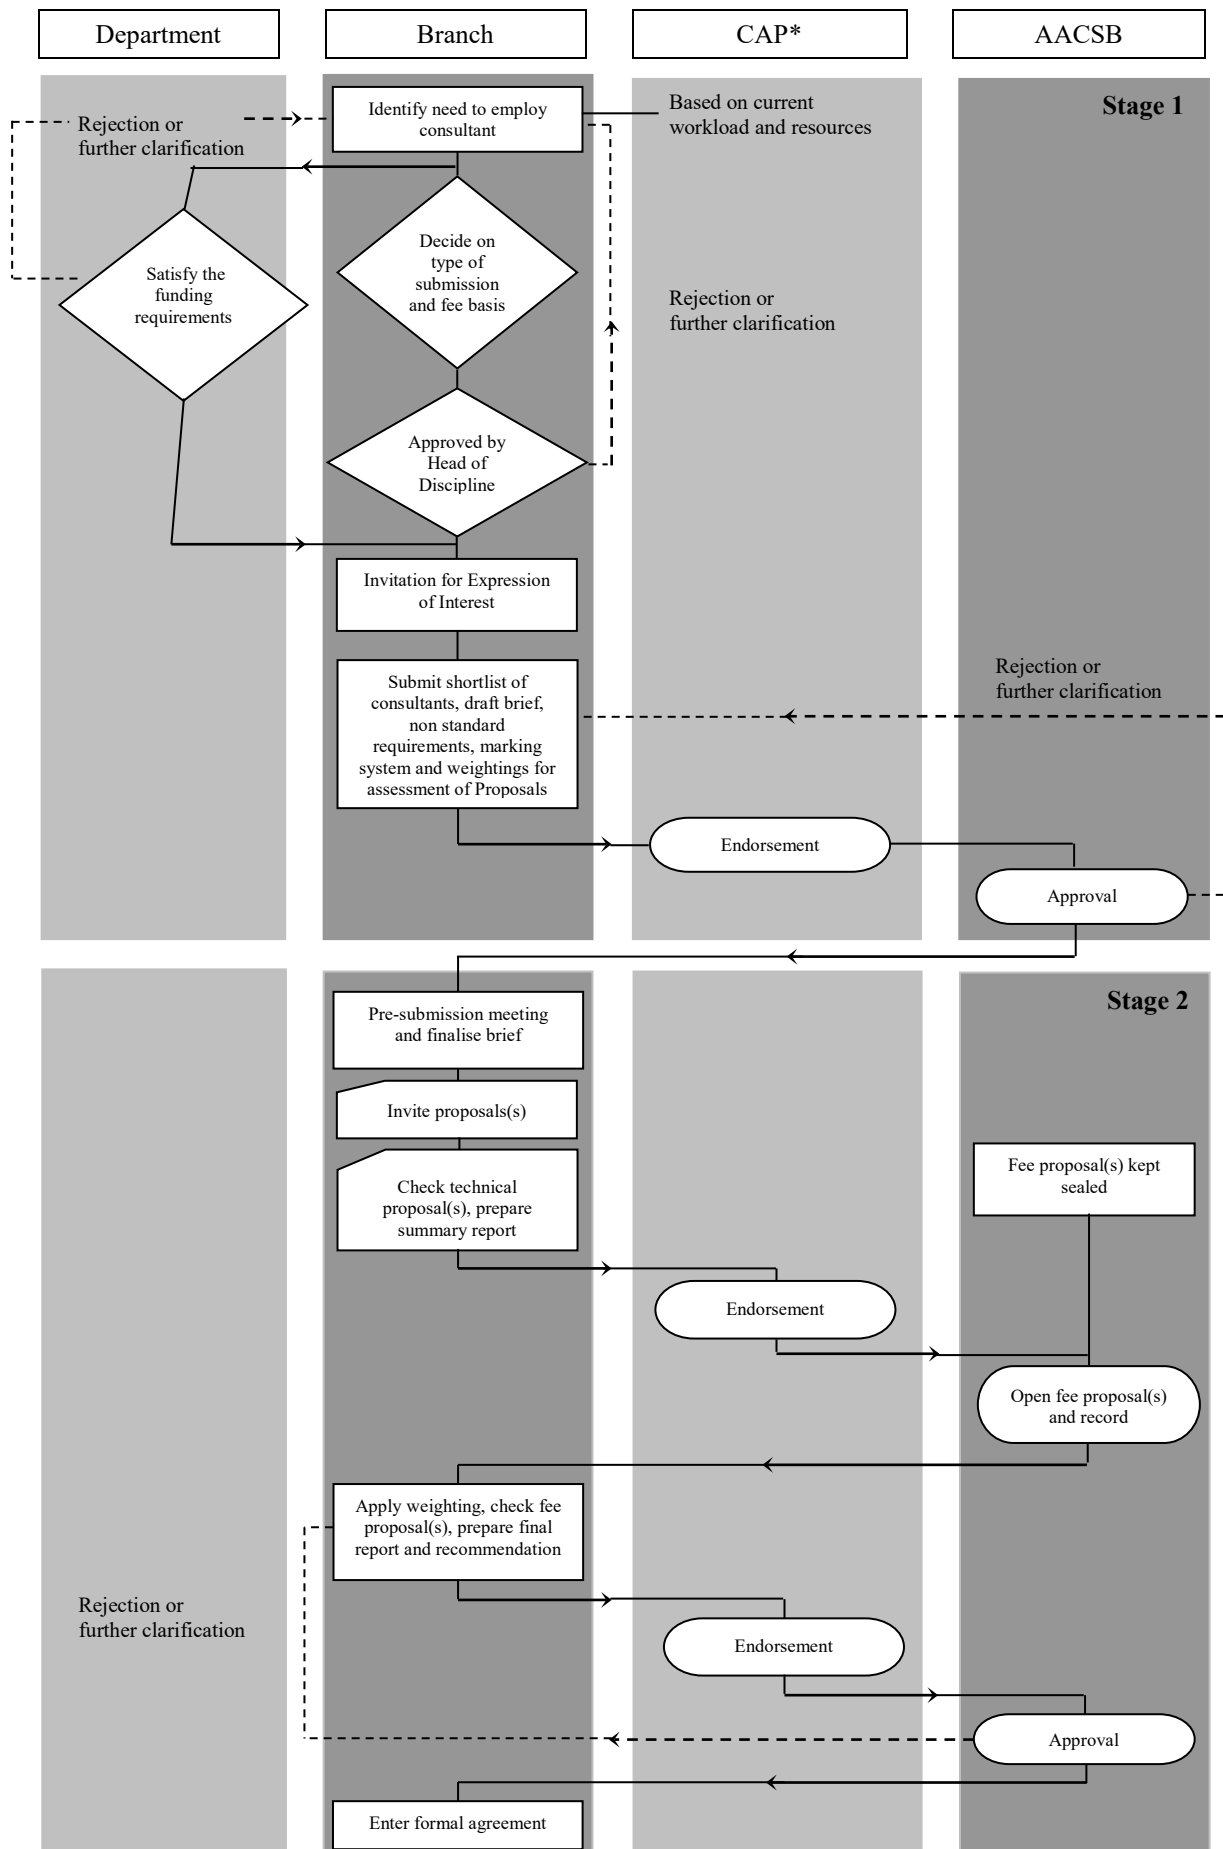 Department
Branch
CAP*
AACSB
Stage 1
Identify need to employ
consultant
Based on current
workload and resources
Rejection or
further clarification
Decide on
type of
submission
and fee basis
Satisfy the
funding
requirements
Rejection or
further clarification
Approved by
Head of
Discipline
Invitation for Expression
of Interest
Rejection or
further clarification
Submit shortlist of
consultants, draft brief,
non standard
requirements, marking
system and weightings for
assessment of Proposals
Endorsement
Approval
Stage 2
Pre-submission meeting
and finalise brief
Invite proposals(s)
Fee proposal(s) kept
sealed
Check technical
proposal(s), prepare
summary report
Endorsement
Open fee proposal(s)
and record
Apply weighting, check fee
proposal(s), prepare final
report and recommendation
Rejection or
further clarification
Endorsement
Approval
Enter formal agreement